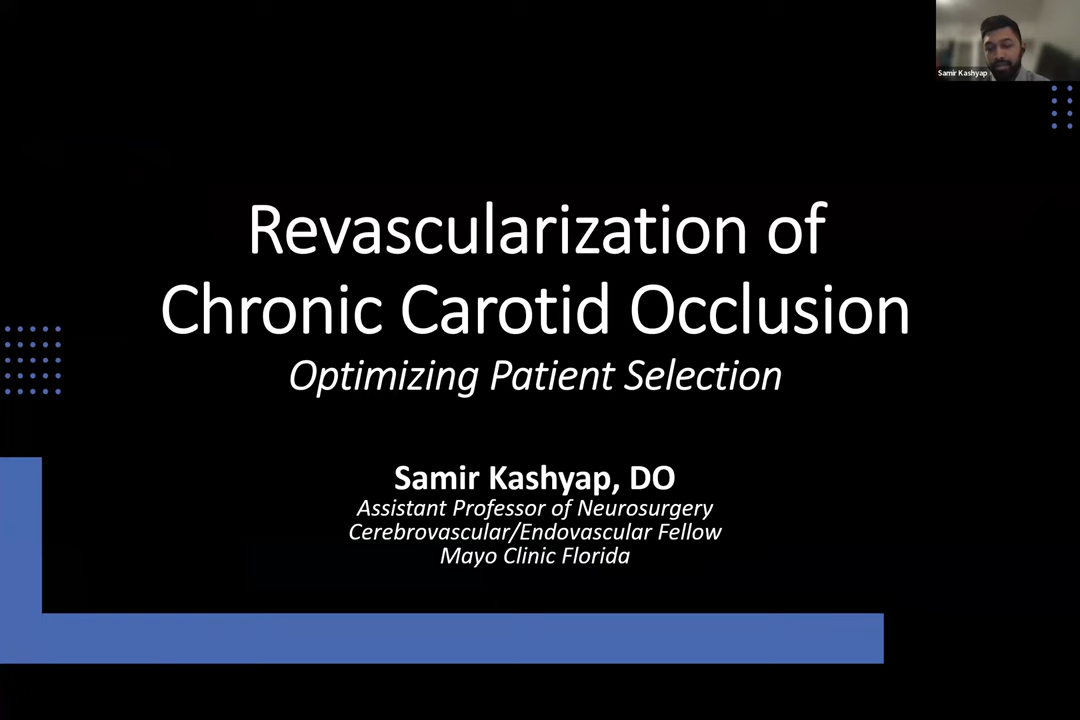 Samir Kashyap
Revascularization of
Chronic Carotid Occlusion
Optimizing Patient Selection
Samir Kashyap, DO
Assistant Professor of Neurosurgery
Cerebrovascular/Endovascular Fellow
Mayo Clinic Florida